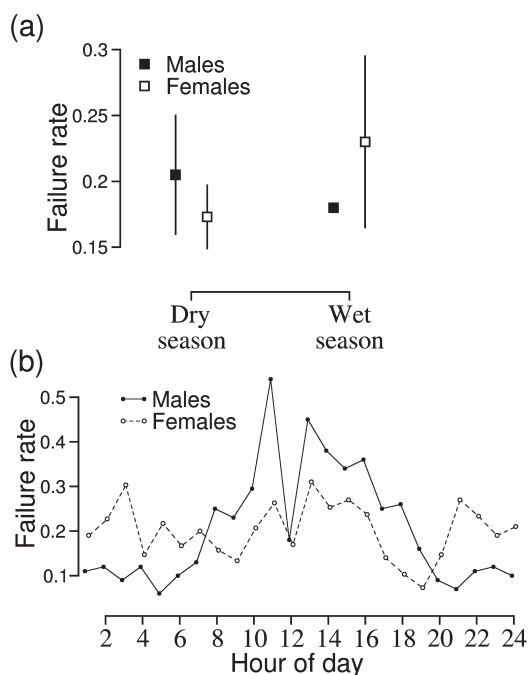 (a)
0.3
0.25
0.2
0.15
Failure rate
Males
Females
Dry season
Wet season
(b)
0.5
0.4
0.3
0.2
0.1
Failure rate
Males
Females
2 4 6 8 10 12 14 16 18 20 22 24
Hour of day